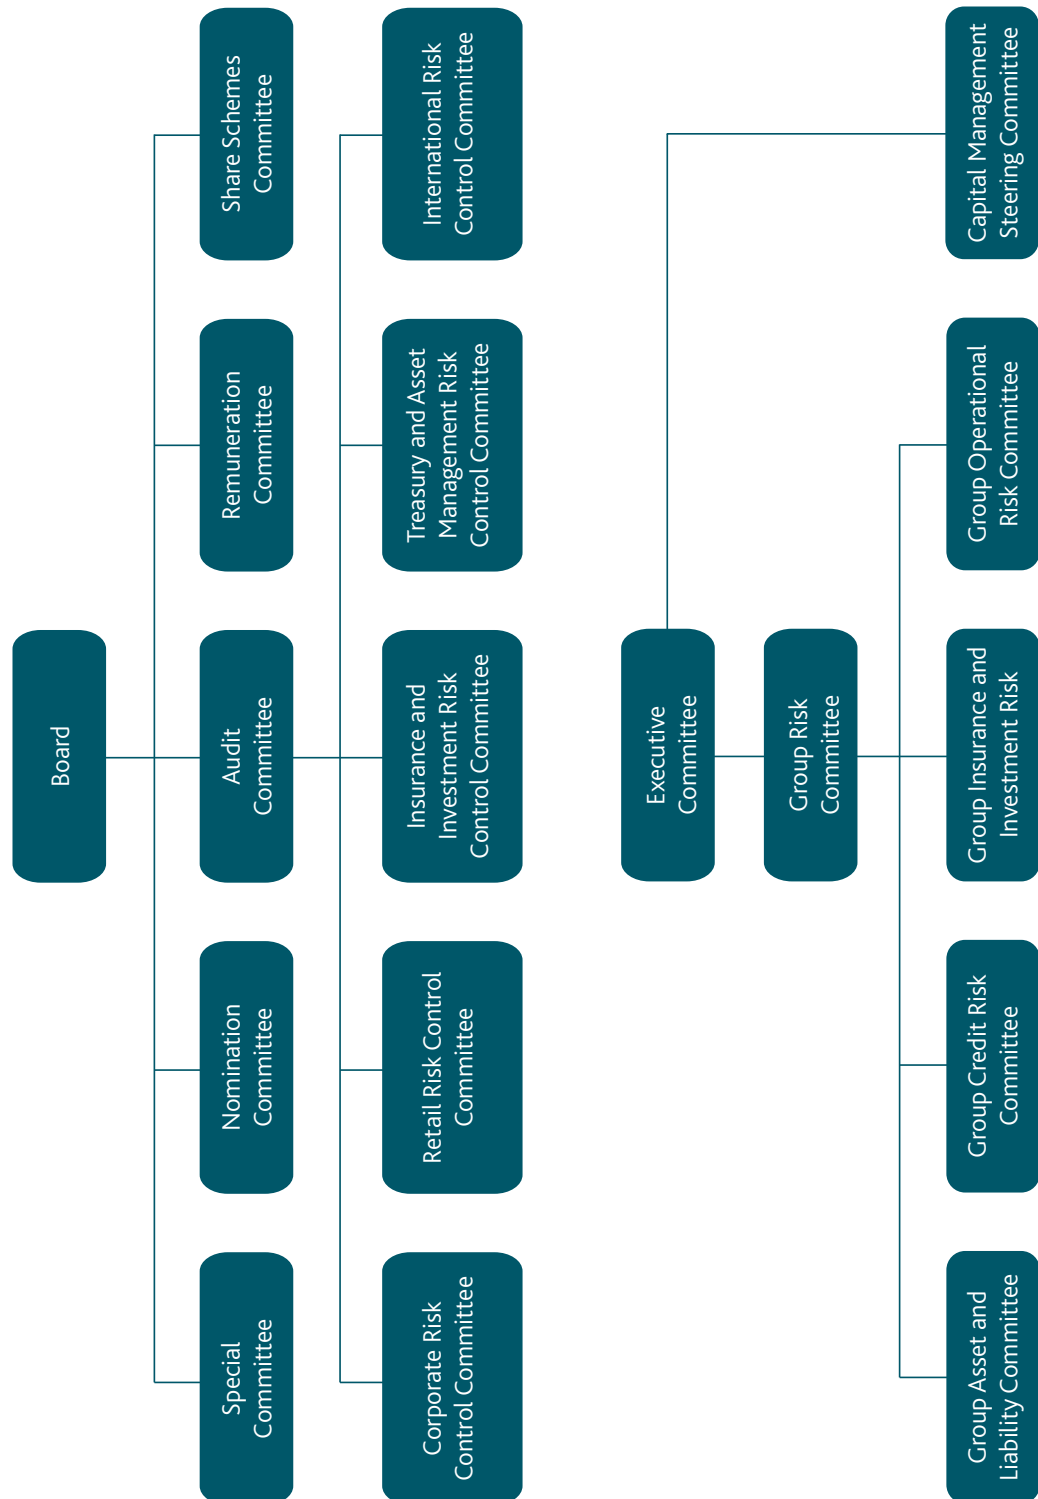 Board
Special
Committee
Nomination
Committee
Audit
Committee
Remuneration
Committee
Share Schemes
Committee
Corporate Risk
Control Committee
Retail Risk Control
Committee
Insurance and
Investment Risk
Control Committee
Treasury and Asset
Management Risk
Control Committee
International Risk
Control Committee
Executive
Committee
Group Risk
Committee
Group Asset and
Liability Committee
Group Credit Risk
Committee
Group Insurance and
Investment Risk
Group Operational
Risk Committee
Capital Management
Steering Committee